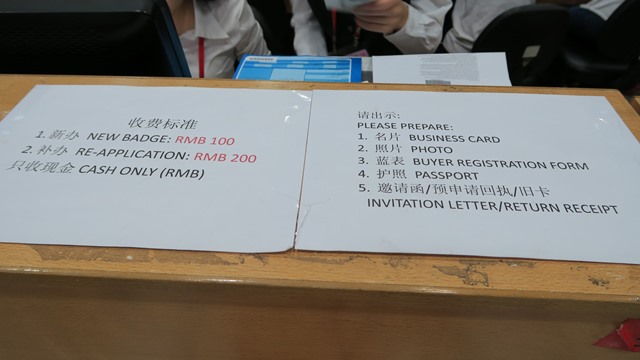 收费标准
1. 新办 NEW BADGE: RMB 100
2. 补办 RE-APPLICATION: RMB 200
只收现金 CASH ONLY (RMB)
请出示:
PLEASE PREPARE:
1. 名片 BUSINESS CARD
2. 照片 PHOTO
3. 蓝表 BUYER REGISTRATION FORM
4. 护照 PASSPORT
5. 邀请函/预申请回执/旧卡
INVITATION LETTER/RETURN RECEIPT